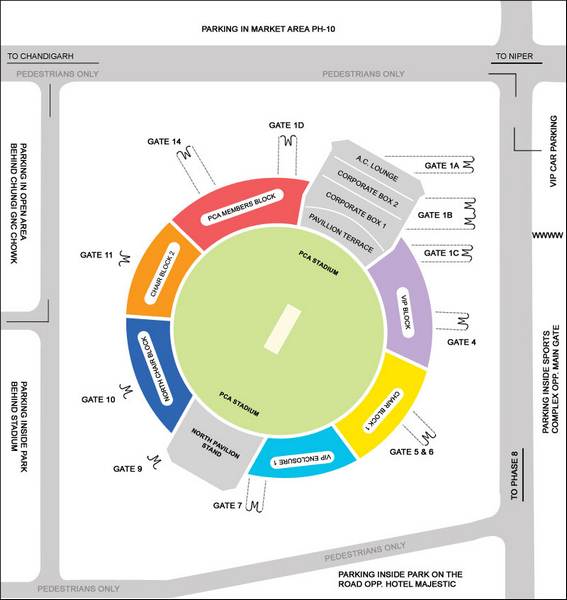 PARKING IN MARKET AREA PH-10
TO CHANDIGARH
TO NIPER
PEDESTRIANS ONLY
PEDESTRIANS ONLY
GATE 1D
GATE 14
A.C. LOUNGE
GATE 1A
CORPORATE BOX 2
CORPORATE BOX 1
GATE 1B
PAVILLION TERRACE
GATE 1C
PCA MEMBERS BLOCK
VIP CAR PARKING
PARKING IN OPEN AREA
BEHIND CHUNGI GNC CHOWK
WWWW
GATE 11
CHAIR BLOCK 2
PCA STADIUM
VIP BLOCK
GATE 4
NORTH CHAIR BLOCK
GATE 10
PCA STADIUM
CHAIR BLOCK 1
PARKING INSIDE SPORTS
COMPLEX OPP. MAIN GATE
PARKING INSIDE PARK
BEHIND STADIUM
NORTH PAVILION
STAND
GATE 9
VIP ENCLOSURE 1
GATE 5 & 6
GATE 7
TO PHASE 8
PEDESTRIANS ONLY
PEDESTRIANS ONLY
PARKING INSIDE PARK ON THE
ROAD OPP. HOTEL MAJESTIC